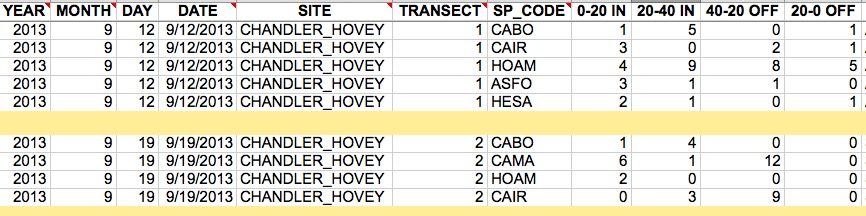 YEAR MONTH DAY DATE SITE TRANSECT SP_CODE 0-20 IN 20-40 IN 40-20 OFF 20-0 OFF
2013 9 12 9/12/2013 CHANDLER_HOVEY 1 CABO 1 5 0 1
2013 9 12 9/12/2013 CHANDLER_HOVEY 1 CAIR 3 0 2 1
2013 9 12 9/12/2013 CHANDLER_HOVEY 1 HOAM 4 9 8 5
2013 9 12 9/12/2013 CHANDLER_HOVEY 1 ASFO 3 1 1 0
2013 9 12 9/12/2013 CHANDLER_HOVEY 1 HESA 2 1 0 1
2013 9 19 9/19/2013 CHANDLER_HOVEY 2 CABO 1 4 0 0
2013 9 19 9/19/2013 CHANDLER_HOVEY 2 CAMA 6 1 12 0
2013 9 19 9/19/2013 CHANDLER_HOVEY 2 HOAM 2 0 0 0
2013 9 19 9/19/2013 CHANDLER_HOVEY 2 CAIR 0 3 9 0